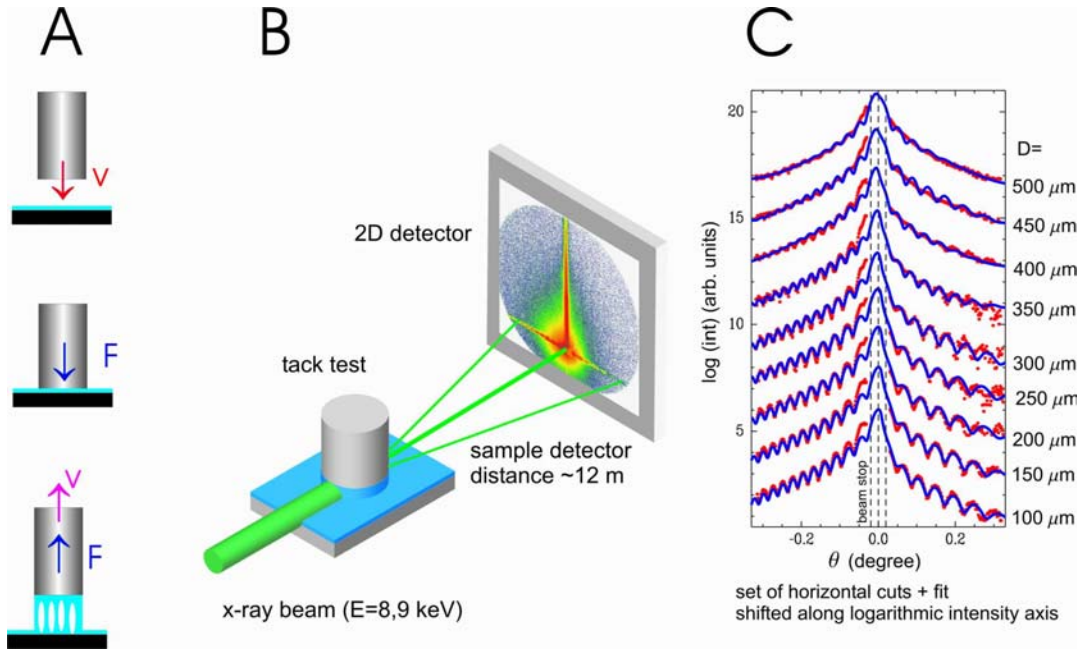 A
V
F
V
F
B
2D detector
tack test
sample detector
distance ~12 m
x-ray beam (E=8,9 keV)
C
log (int) (arb. units)
20
15
10
5
D=
500 μm
450 μm
400 μm
350 μm
300 μm
250 μm
200 μm
150 μm
100 μm
beam stop
-0.2
0.0
0.2
θ (degree)
set of horizontal cuts + fit
shifted along logarithmic intensity axis